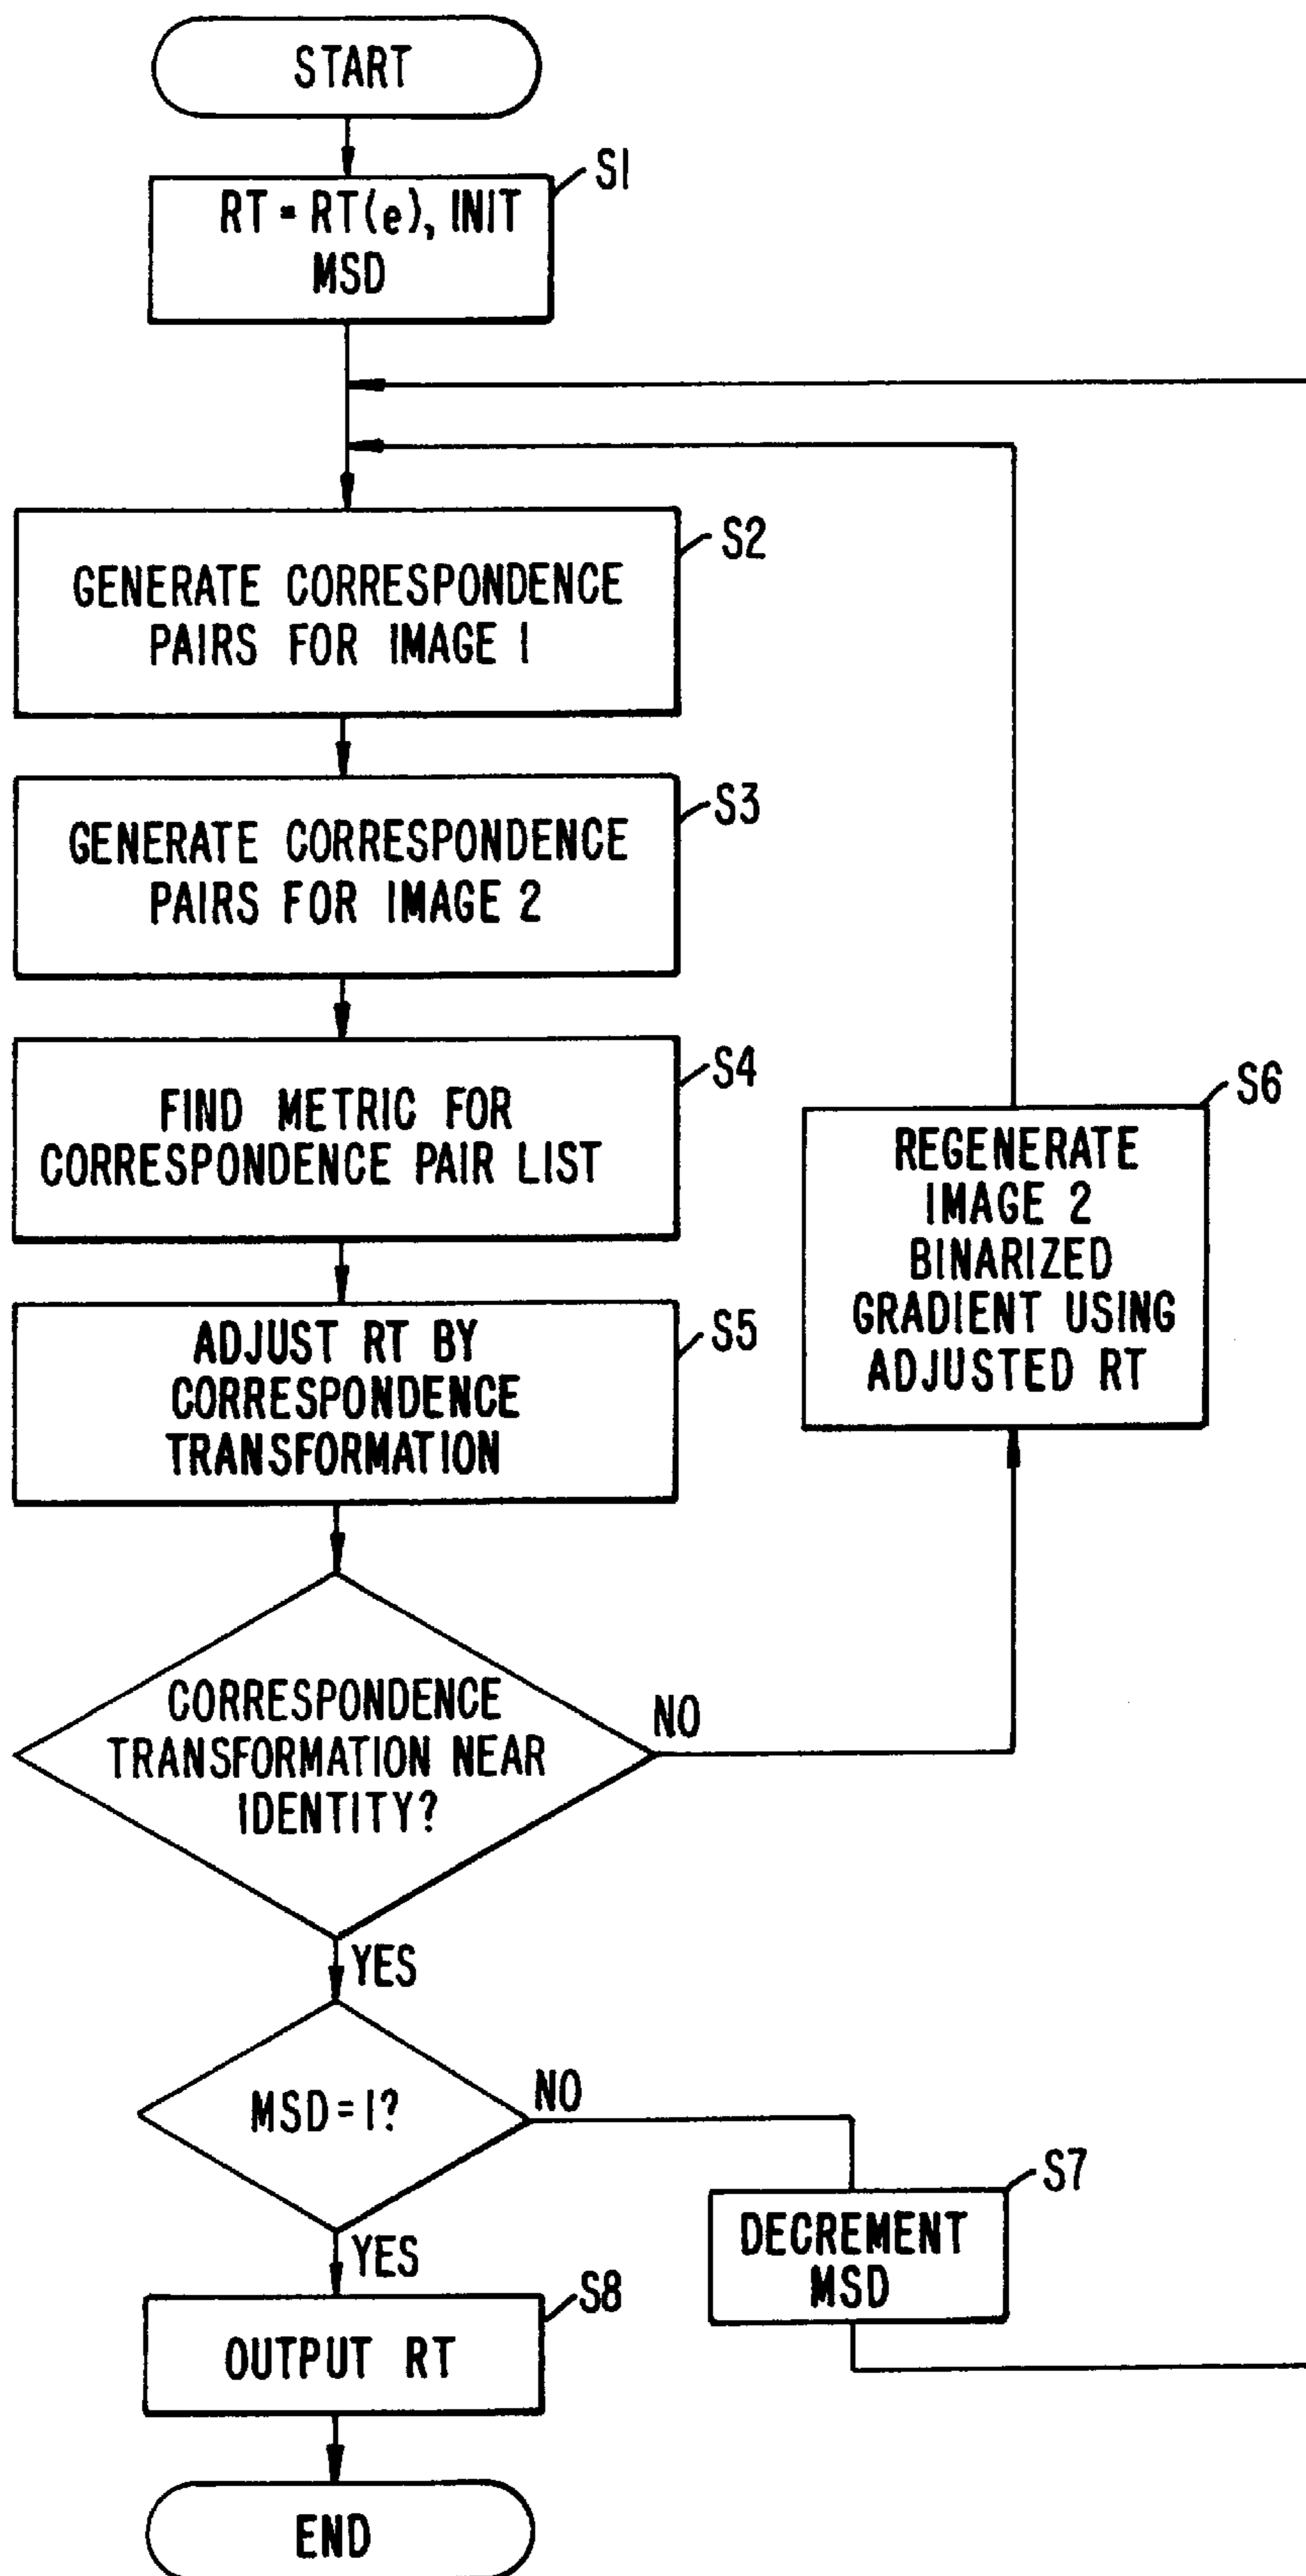 START
S1
RT = RT(e), INIT
MSD
S2
GENERATE CORRESPONDENCE
PAIRS FOR IMAGE 1
S3
GENERATE CORRESPONDENCE
PAIRS FOR IMAGE 2
S4
FIND METRIC FOR
CORRESPONDENCE PAIR LIST
S6
REGENERATE
IMAGE 2
BINARIZED
GRADIENT USING
ADJUSTED RT
S5
ADJUST RT BY
CORRESPONDENCE
TRANSFORMATION
CORRESPONDENCE
TRANSFORMATION NEAR
IDENTITY?
NO
YES
MSD=1?
NO
S7
DECREMENT
MSD
YES
S8
OUTPUT RT
END